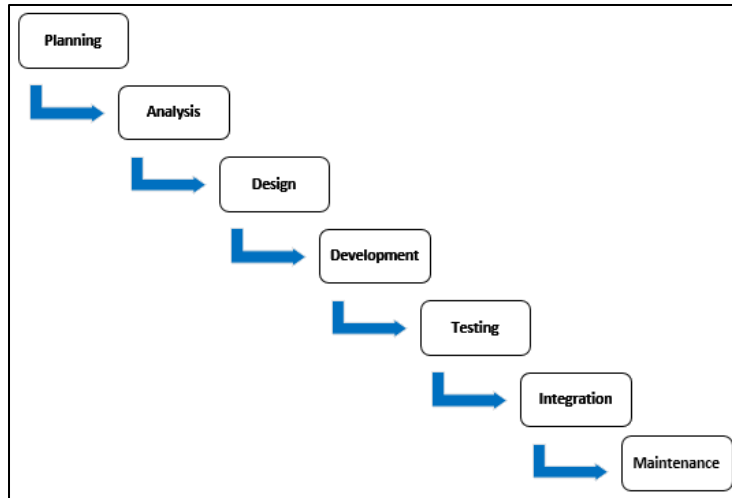 Planning
Analysis
Design
Development
Testing
Integration
Maintenance